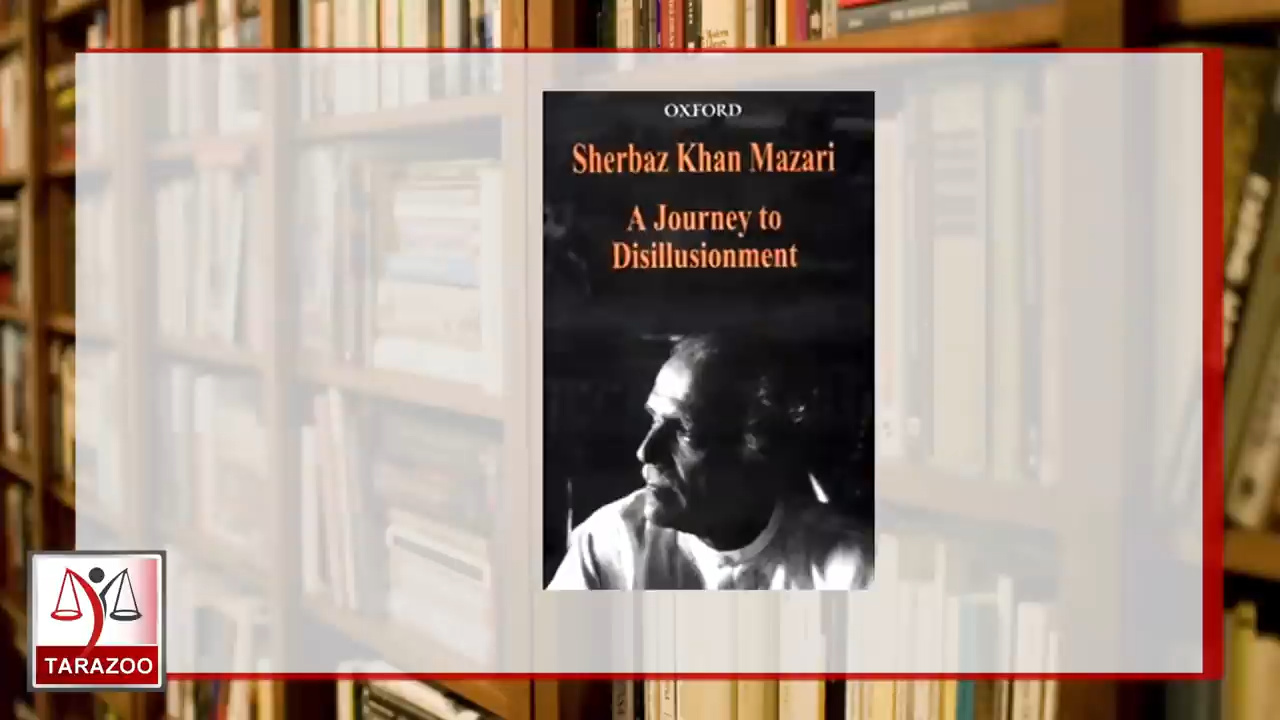 OXFORD
Sherbaz Khan Mazari
A Journey to
Disillusionment
TARAZOO